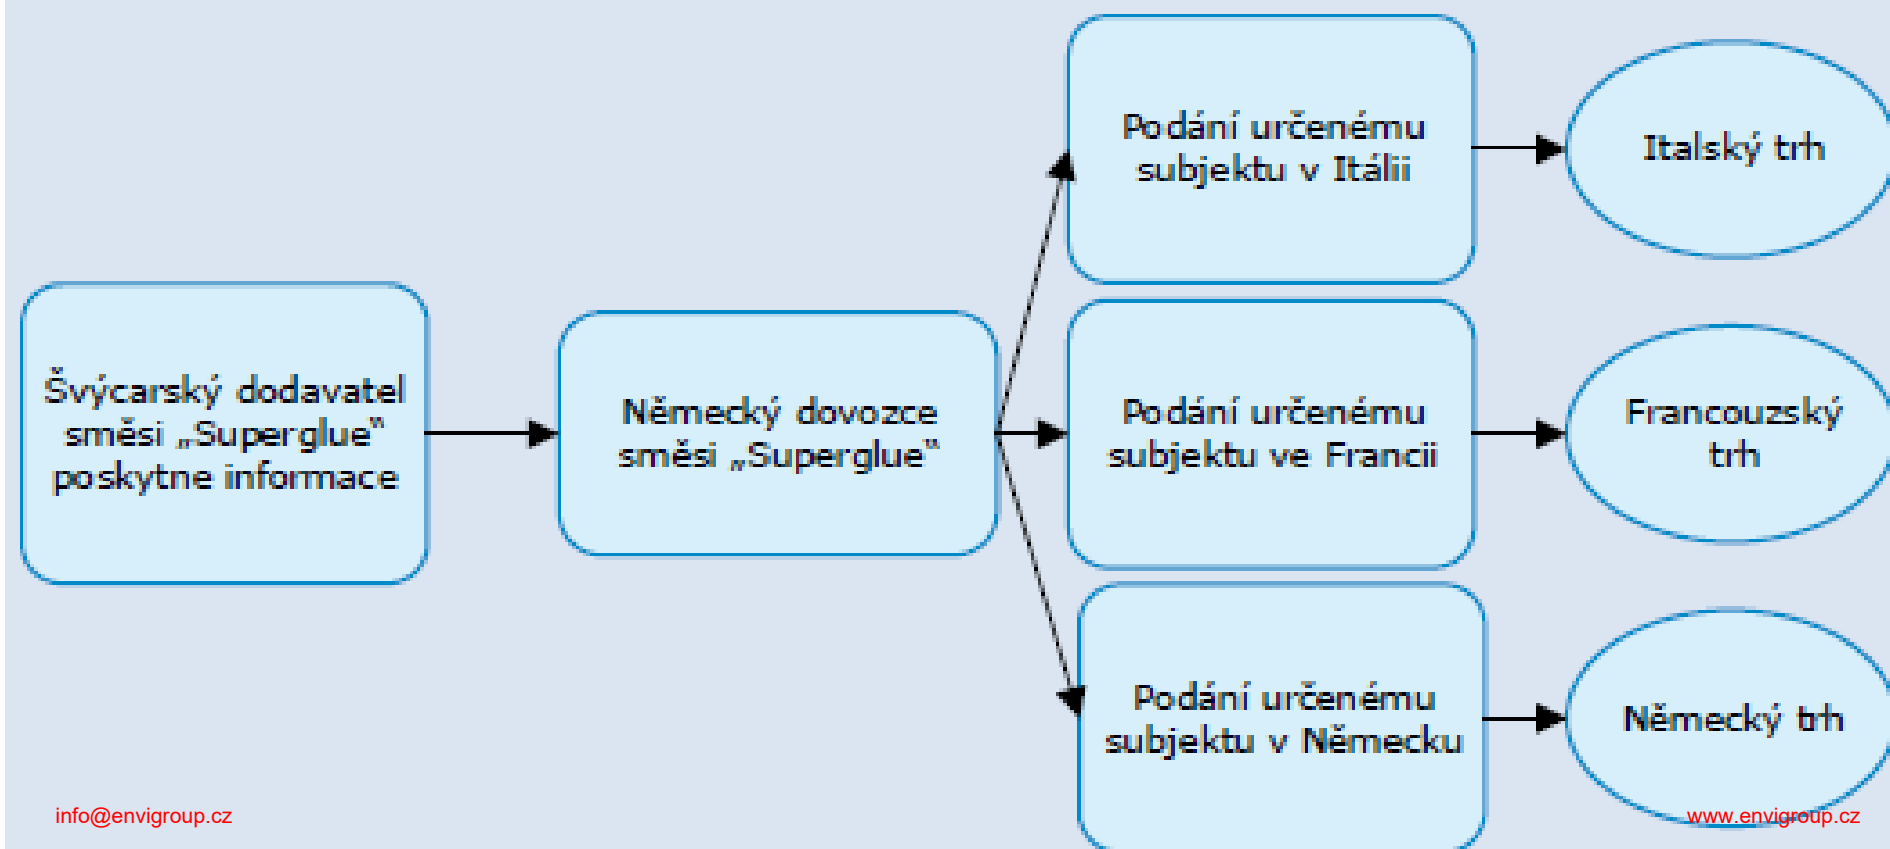 Švýcarský dodavatel
směsi „Superglue“
poskytne informace
Německý dovozce
směsi „Superglue“
Podání určenému
subjektu v Itálii
Italský trh
Podání určenému
subjektu ve Francii
Francouzský
trh
Podání určenému
subjektu v Německu
Německý trh
info@envigroup.cz
www.envigroup.cz